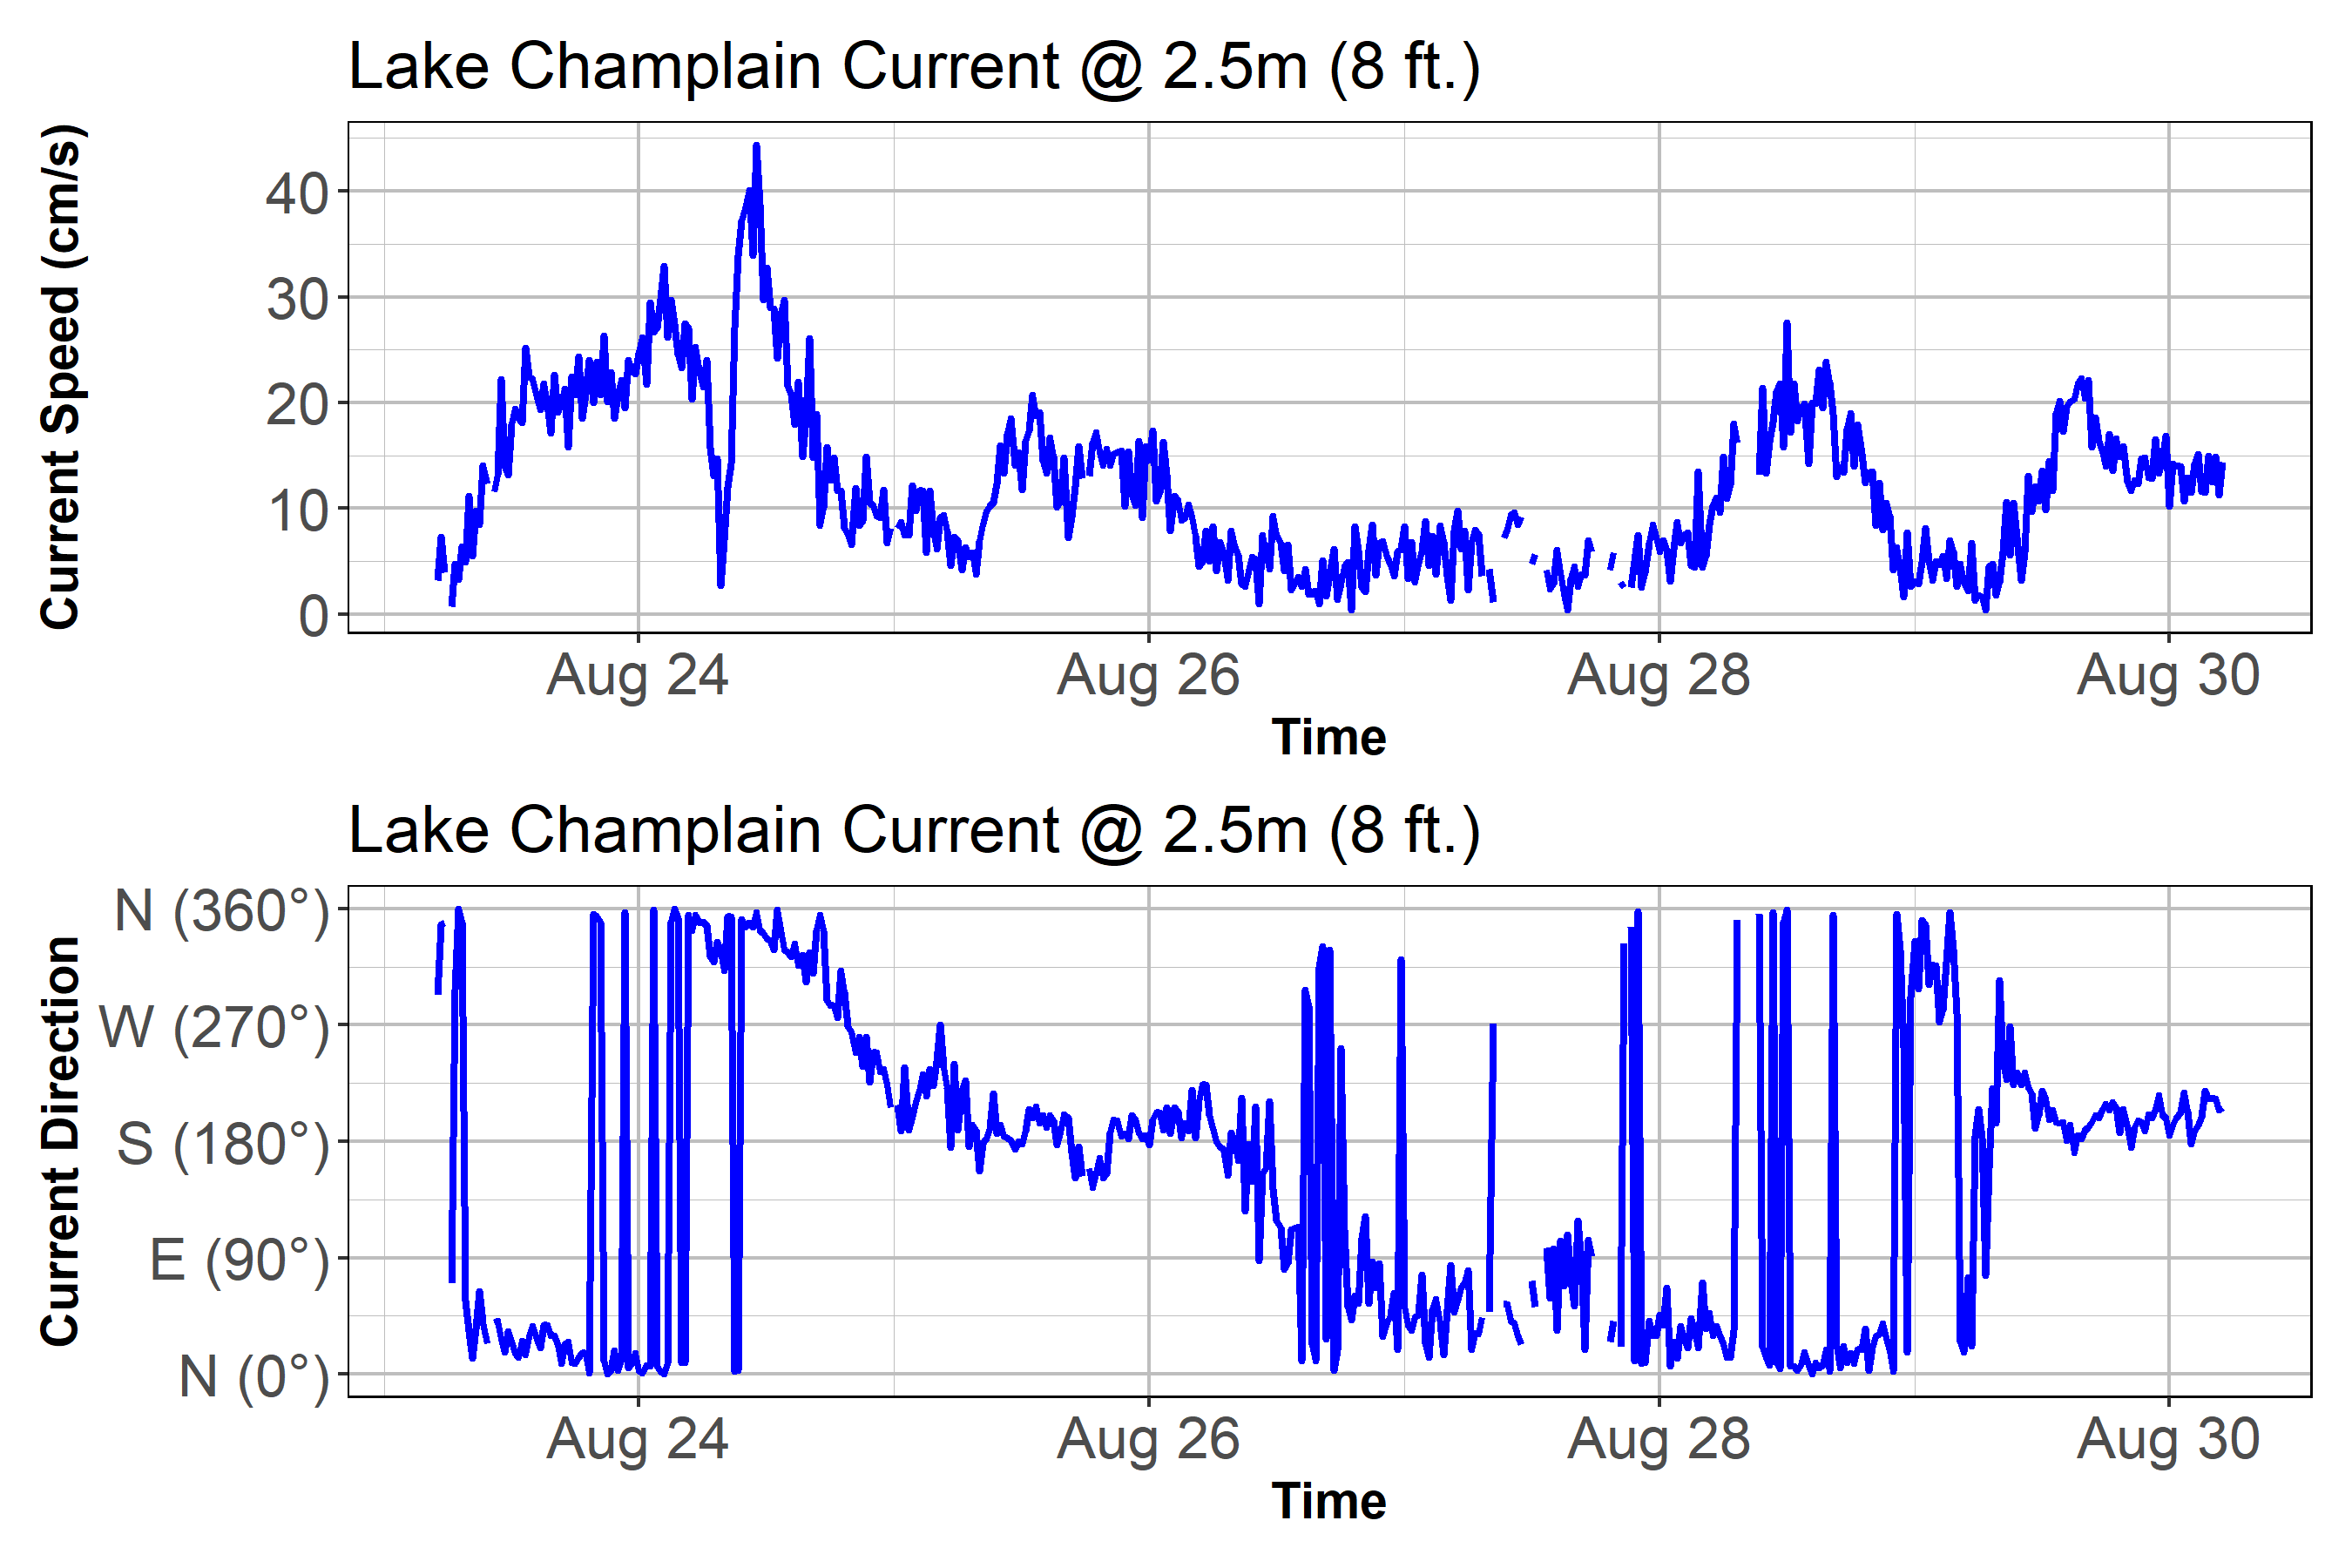 Lake Champlain Current @ 2.5m (8 ft.)
Current Speed (cm/s)
40
30
20
10
0
Aug 24 Aug 26 Aug 28 Aug 30
Time
Lake Champlain Current @ 2.5m (8 ft.)
Current Direction
N (360°)
W (270°)
S (180°)
E (90°)
N (0°)
Aug 24 Aug 26 Aug 28 Aug 30
Time